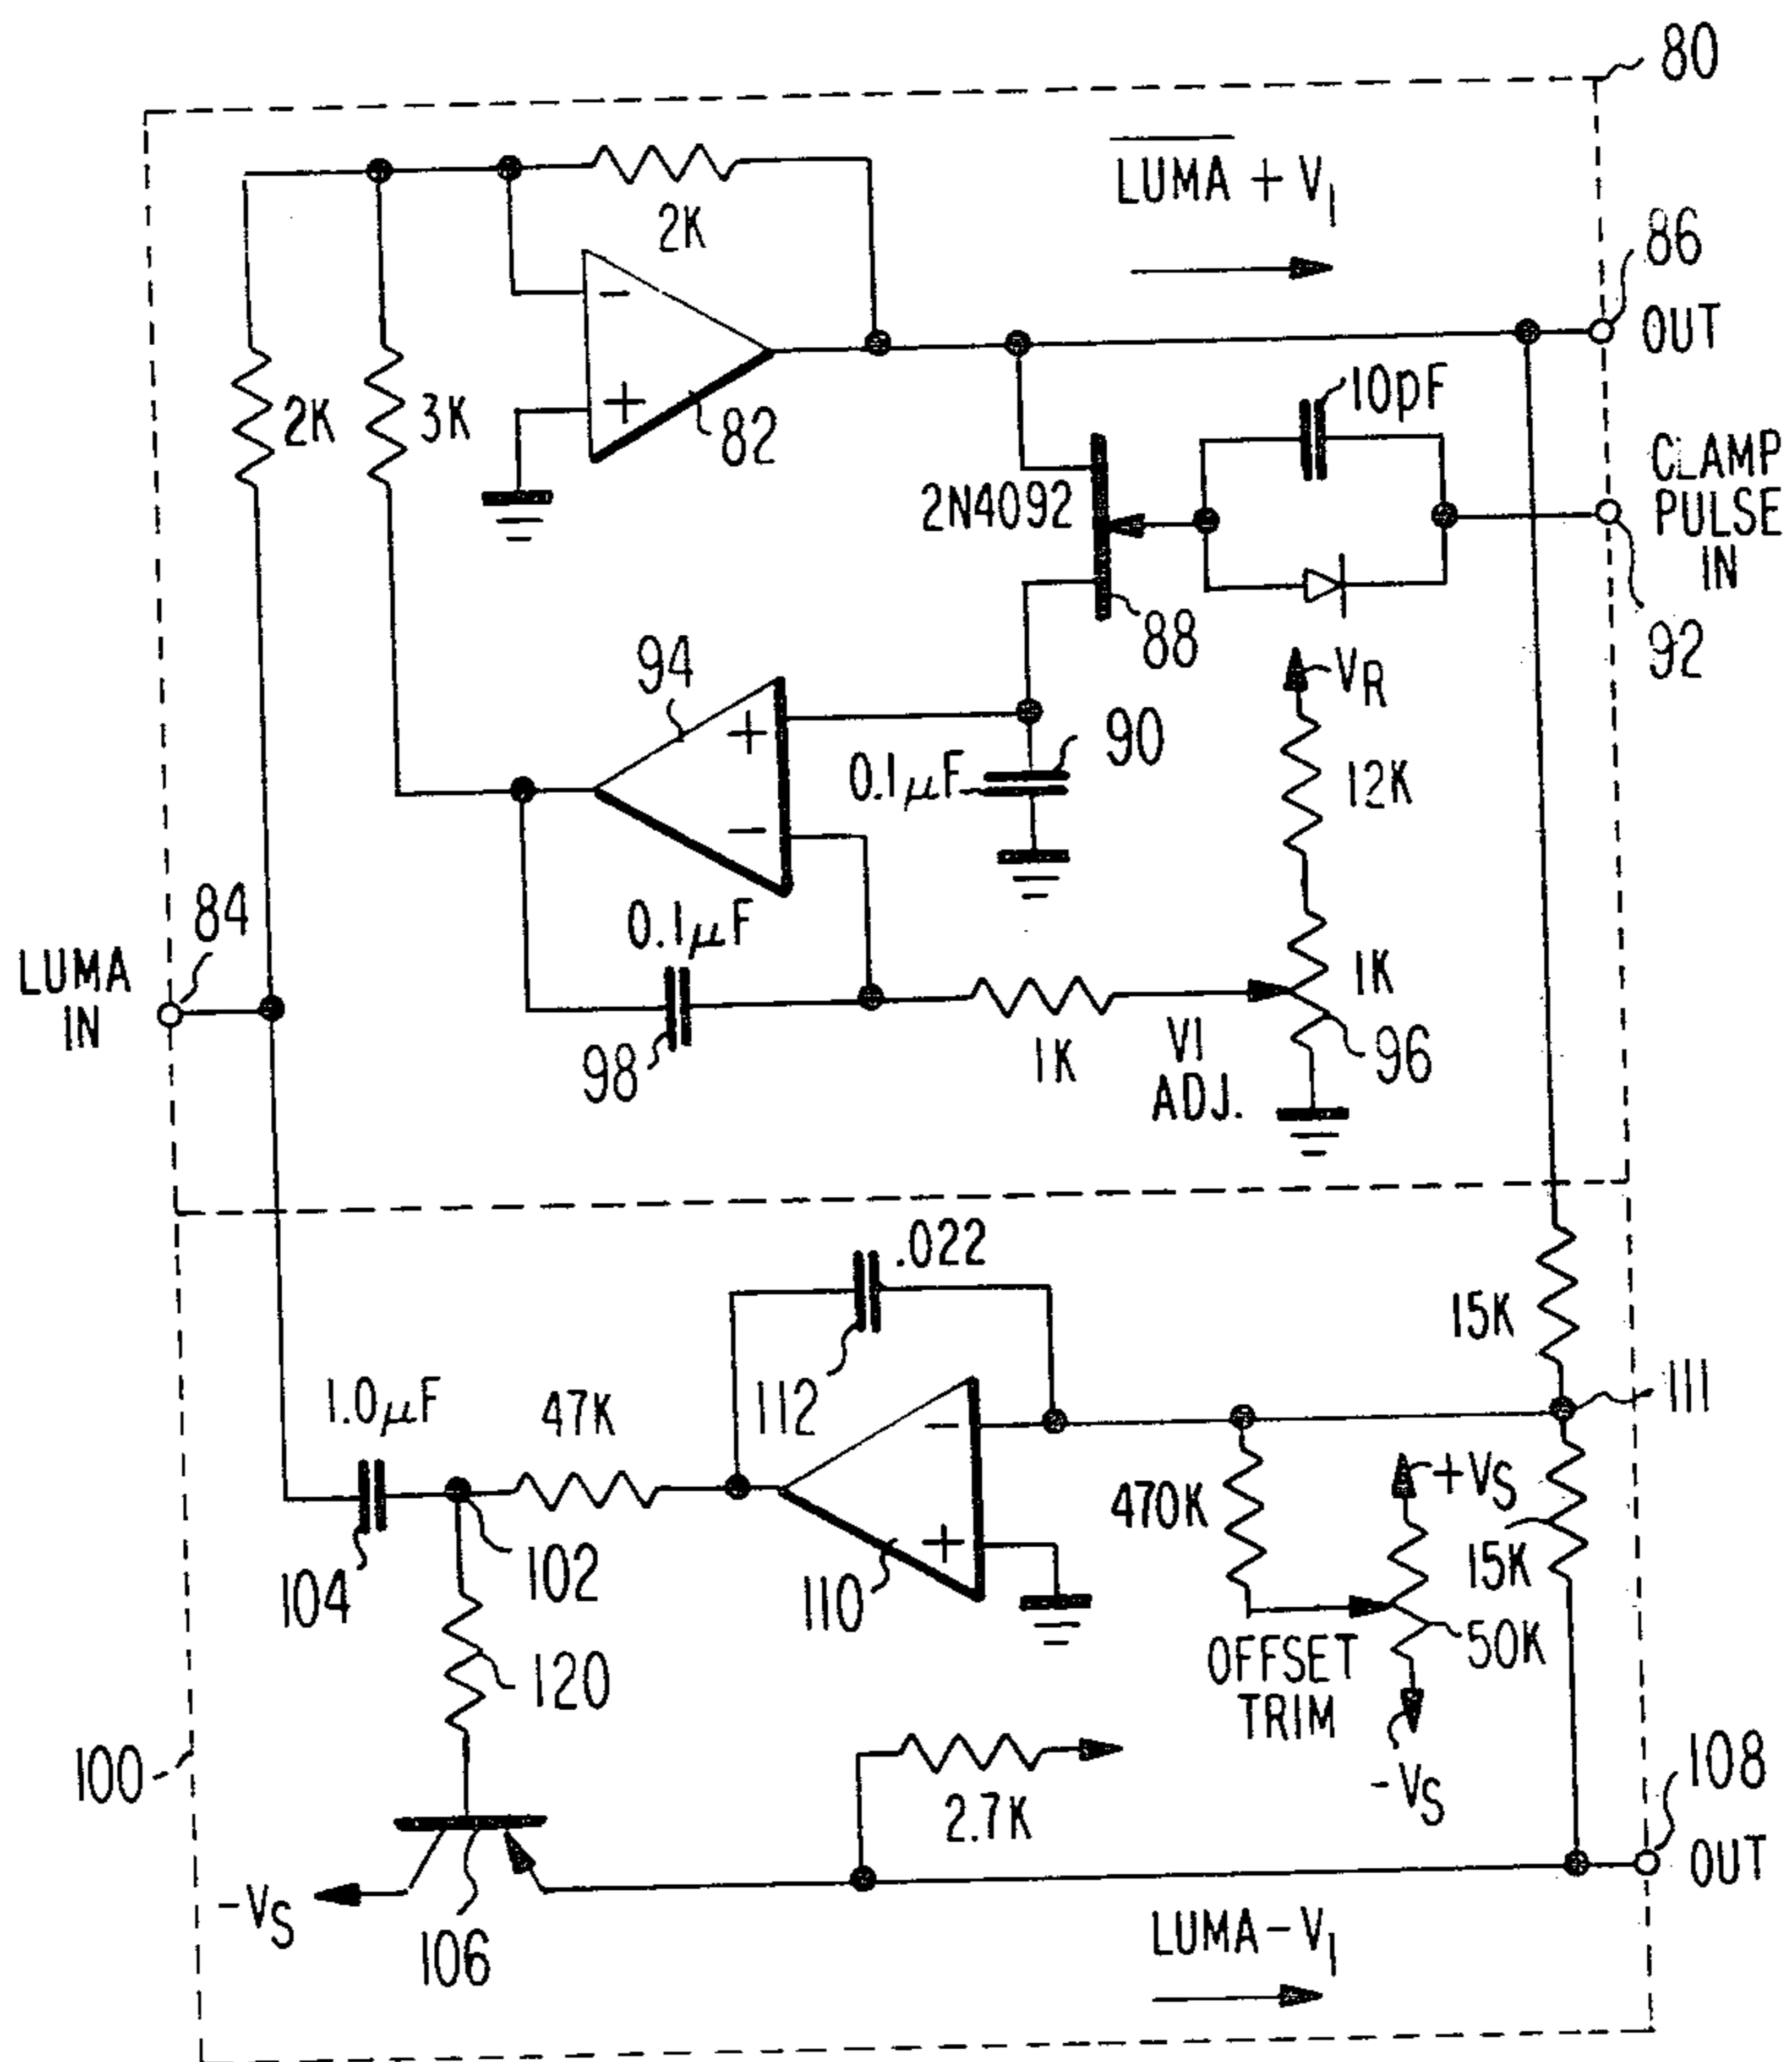 80
LUMA + V1
2K
86
OUT
10pF
2K
3K
82
2N4092
CLAMP
PULSE
IN
88
92
94
VR
90
0.1μF
12K
84
0.1μF
LUMA
IN
1K
98
1K
V1
ADJ.
96
.022
15K
111
1.0μF
47K
112
+VS
470K
104
102
110
15K
50K
120
OFFSET
TRIM
100
-VS
108
2.7K
OUT
-VS
106
LUMA-V1